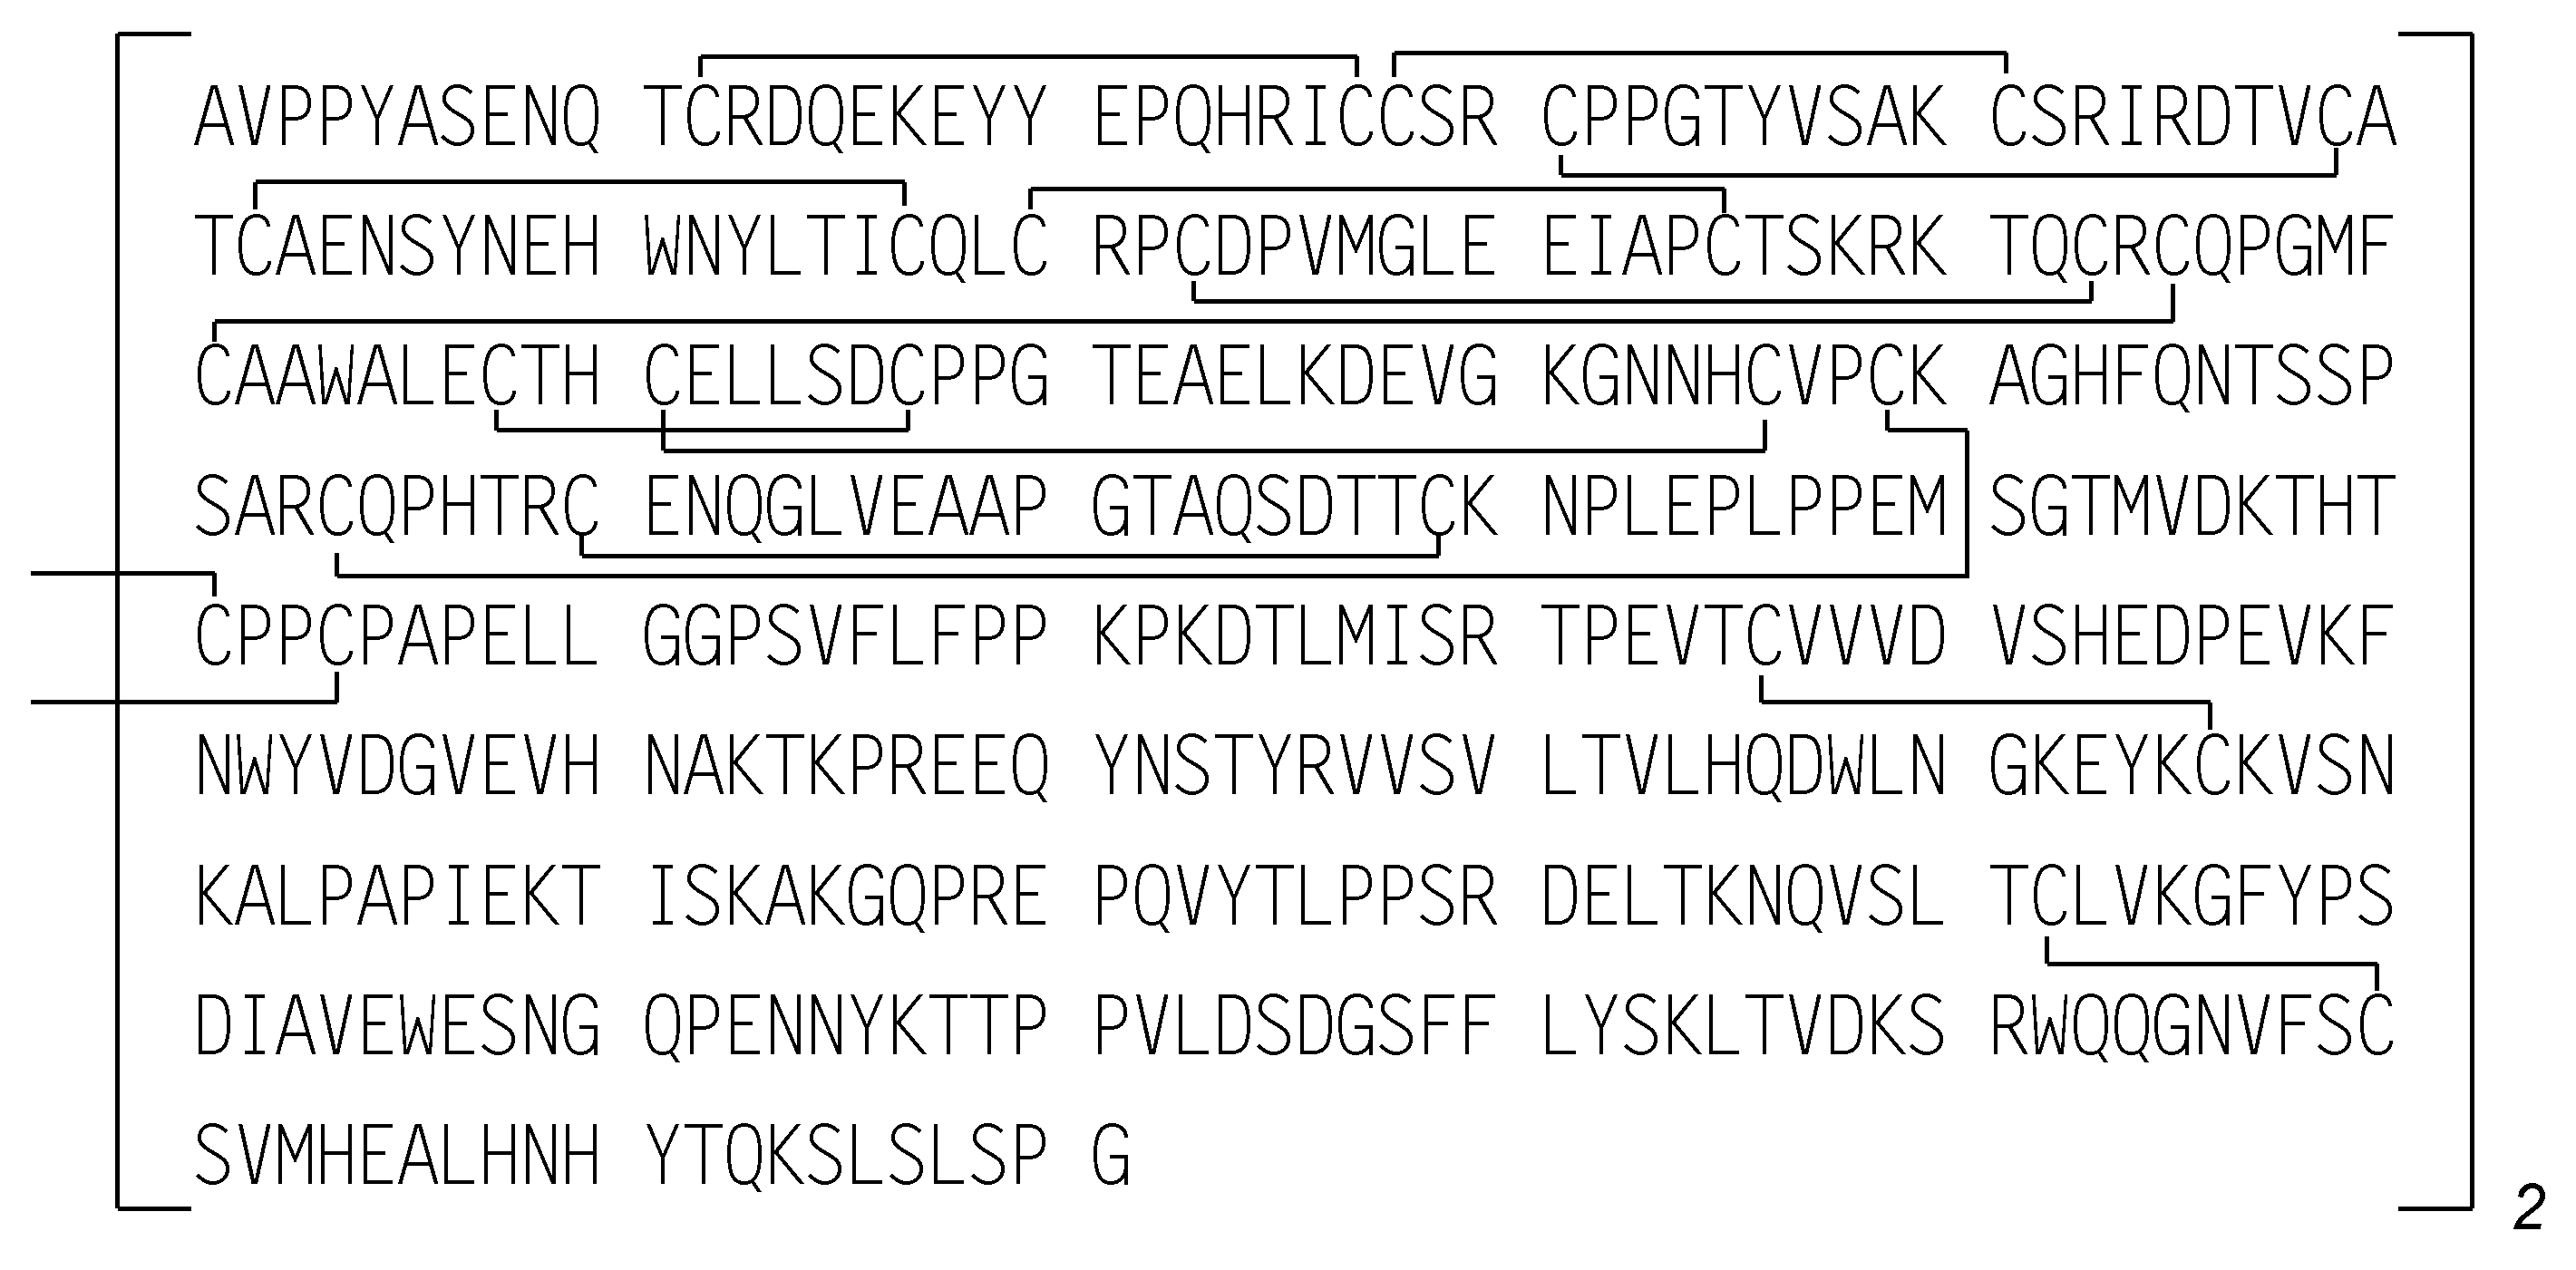 AVPPYASENQ TCRDQEKEYY EPQHRICCSR CPPGTYVSAK CSRIRDTVCA
TCAENSYNEH WNYLTICQLC RPCDPVMGLE EIAPCTSKRK TQCRCQPGMF
CAAWALECTH CELLSDCPPG TEAELKDEVG KGNNHCVPCK AGHFQNTSSP
SARCQPHTRC ENQGLVEAAP GTAQSDTTCK NPLEPLPPEM SGTMVDKTHT
CPPCPAPELL GGPSVFLFPP KPKDTLMISR TPEVTCVVVD VSHEDPEVKF
NWYVDGVEVH NAKTKPREEQ YNSTYRVVSV LTVLHQDWLN GKEYKCKVSN
KALPAPIEKT ISKAKGQPRE PQVYTLPPSR DELTKNQVSL TCLVKGFYPS
DIAVEWESNG QPENNYKTTP PVLDSDGSFF LYSKLTVDKS RWQQGNVFSC
SVMHEALHNH YTQKSLSLSP G
2